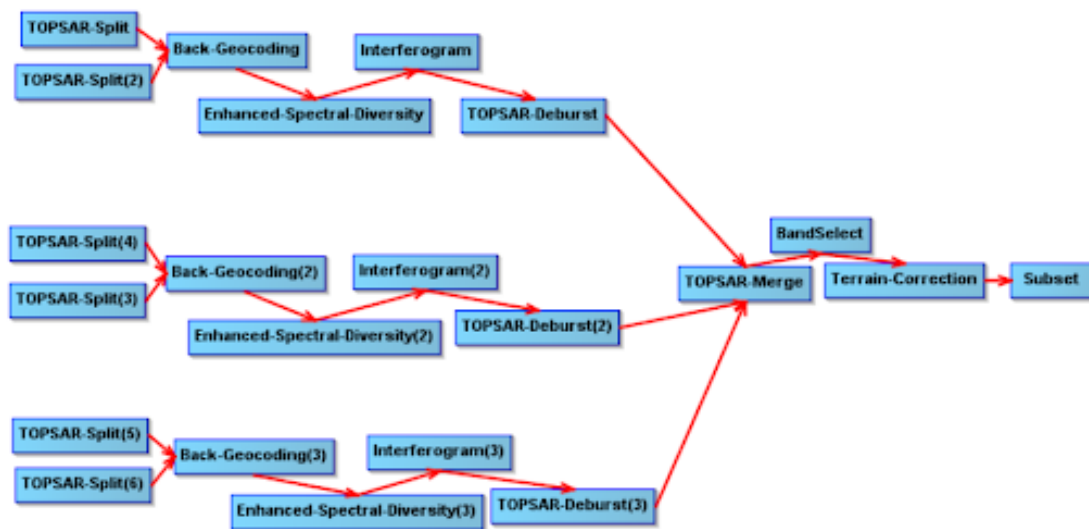 TOPSAR-Split
TOPSAR-Split(2)
Back-Geocoding
Enhanced-Spectral-Diversity
Interferogram
TOPSAR-Deburst
TOPSAR-Split(4)
TOPSAR-Split(3)
Back-Geocoding(2)
Enhanced-Spectral-Diversity(2)
Interferogram(2)
TOPSAR-Deburst(2)
TOPSAR-Split(5)
TOPSAR-Split(6)
Back-Geocoding(3)
Enhanced-Spectral-Diversity(3)
Interferogram(3)
TOPSAR-Deburst(3)
TOPSAR-Merge
BandSelect
Terrain-Correction
Subset